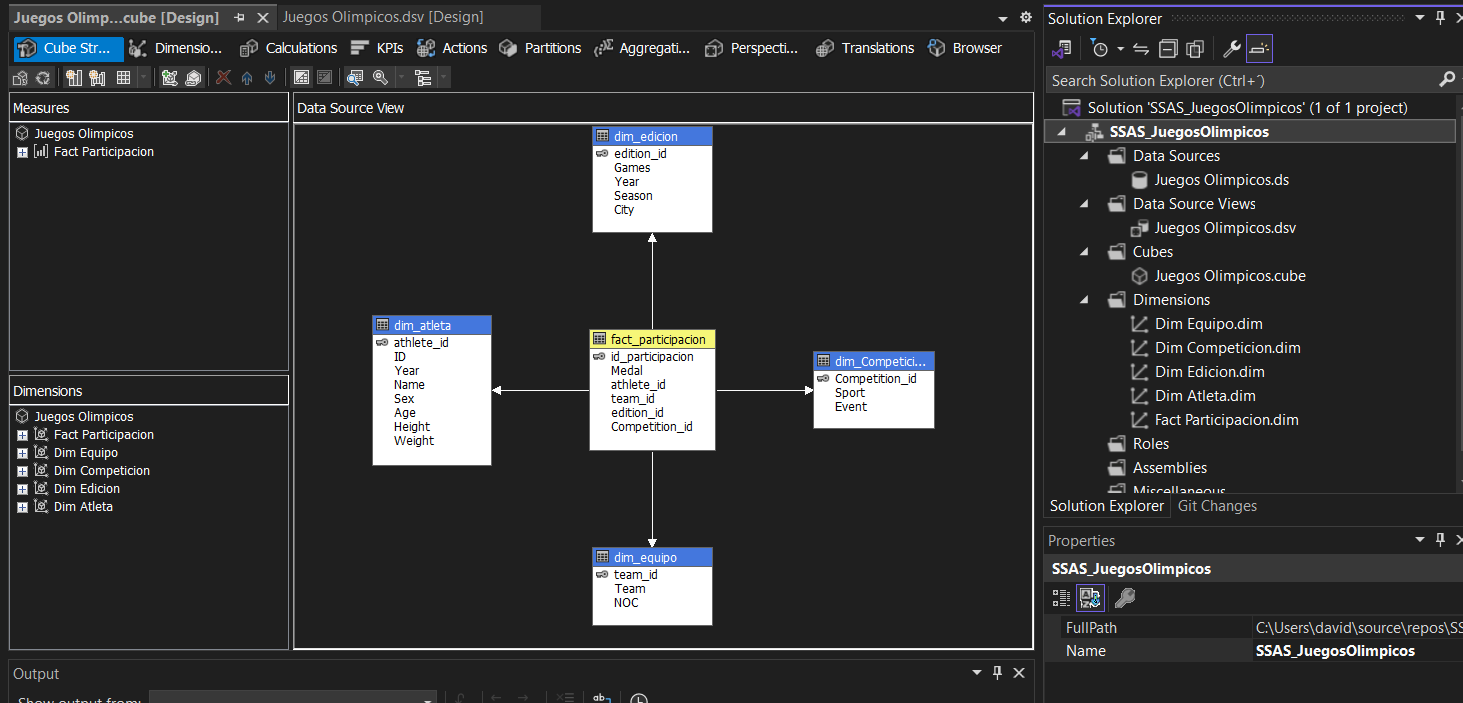 Juegos Olimp...cube [Design]
Juegos Olimpicos.dsv [Design]
Cube Str...
Dimensio...
Calculations
KPIs
Actions
Partitions
Aggregati...
Perspecti...
Translations
Browser
Measures
Juegos Olimpicos
Fact Participacion
Dimensions
Juegos Olimpicos
Fact Participacion
Dim Equipo
Dim Competicion
Dim Edicion
Dim Atleta
Data Source View
dim_edicion
edition_id
Games
Year
Season
City
dim_atleta
athlete_id
ID
Year
Name
Sex
Age
Height
Weight
fact_participacion
id_participacion
Medal
athlete_id
team_id
edition_id
Competition_id
dim_Competici...
Competition_id
Sport
Event
dim_equipo
team_id
Team
NOC
Output
Show output from:
Solution Explorer
Search Solution Explorer (Ctrl+´)
Solution 'SSAS_JuegosOlimpicos' (1 of 1 project)
SSAS_JuegosOlimpicos
Data Sources
Juegos Olimpicos.ds
Data Source Views
Juegos Olimpicos.dsv
Cubes
Juegos Olimpicos.cube
Dimensions
Dim Equipo.dim
Dim Competicion.dim
Dim Edicion.dim
Dim Atleta.dim
Fact Participacion.dim
Roles
Assemblies
Miscellaneous
Solution Explorer
Git Changes
Properties
SSAS_JuegosOlimpicos
FullPath
C:\Users\david\source\repos\SS
Name
SSAS_JuegosOlimpicos